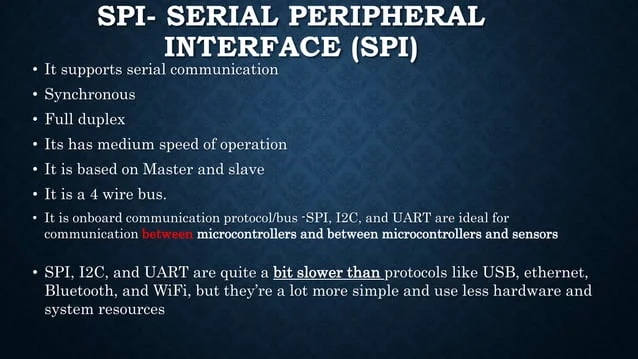 SPI- SERIAL PERIPHERAL
INTERFACE (SPI)
• It supports serial communication
• Synchronous
• Full duplex
• Its has medium speed of operation
• It is based on Master and slave
• It is a 4 wire bus.
• It is onboard communication protocol/bus -SPI, I2C, and UART are ideal for
communication between microcontrollers and between microcontrollers and sensors
• SPI, I2C, and UART are quite a bit slower than protocols like USB, ethernet,
Bluetooth, and WiFi, but they’re a lot more simple and use less hardware and
system resources